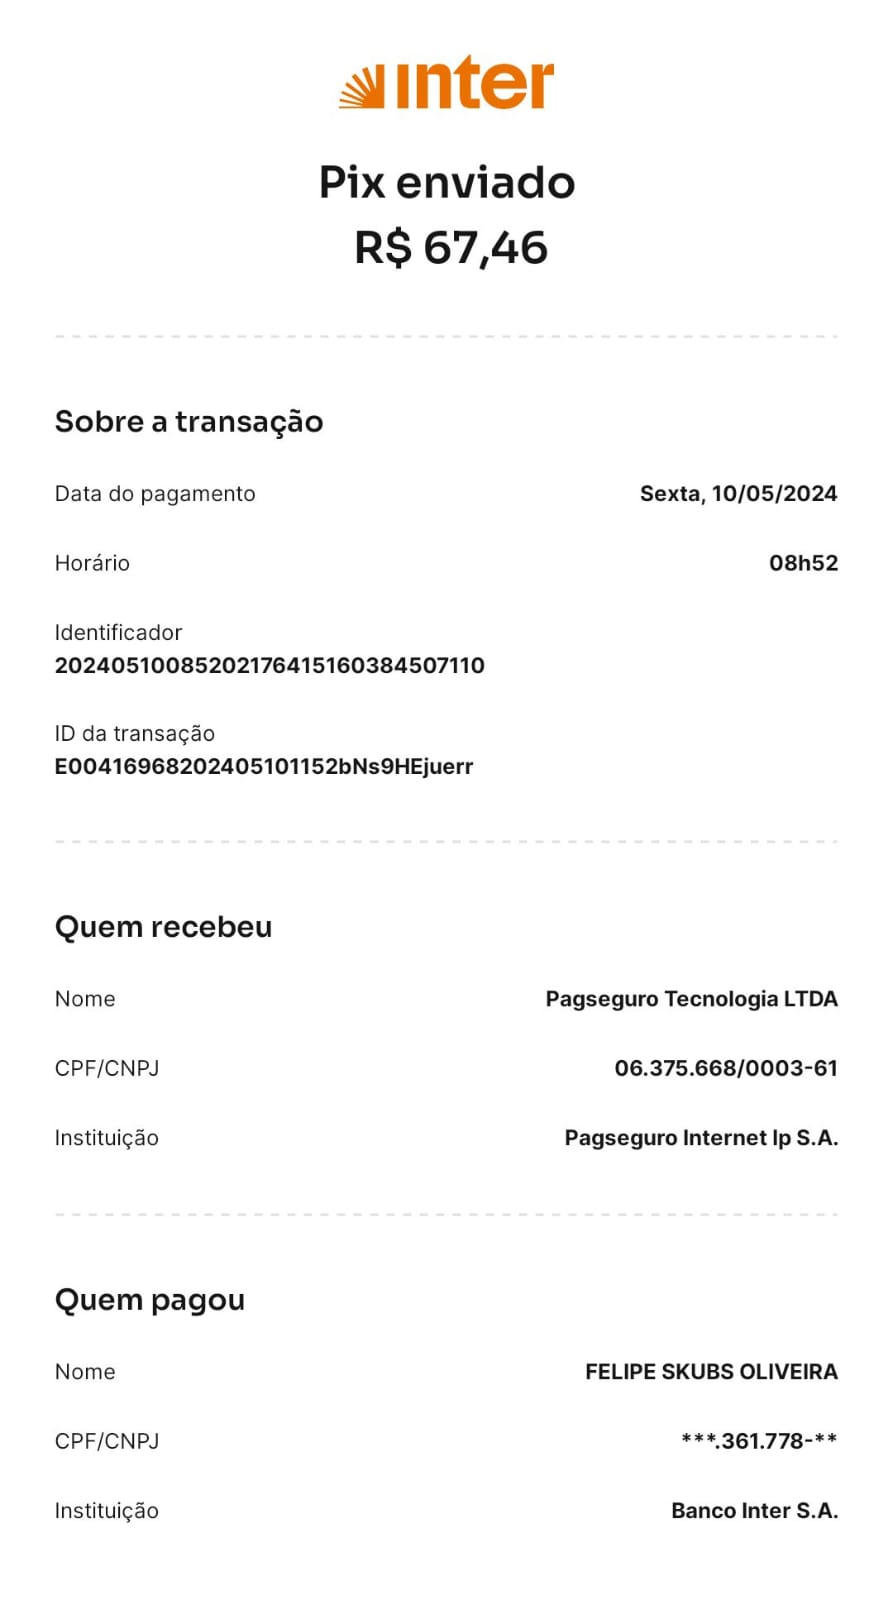 inter
Pix enviado
R$ 67,46
Sobre a transação
Data do pagamento Sexta, 10/05/2024
Horário 08h52
Identificador
20240510085202176415160384507110
ID da transação
E00416968202405101152bNs9HEjuerr
Quem recebeu
Nome Pagseguro Tecnologia LTDA
CPF/CNPJ 06.375.668/0003-61
Instituição Pagseguro Internet Ip S.A.
Quem pagou
Nome FELIPE SKUBS OLIVEIRA
CPF/CNPJ ***.361.778-**
Instituição Banco Inter S.A.